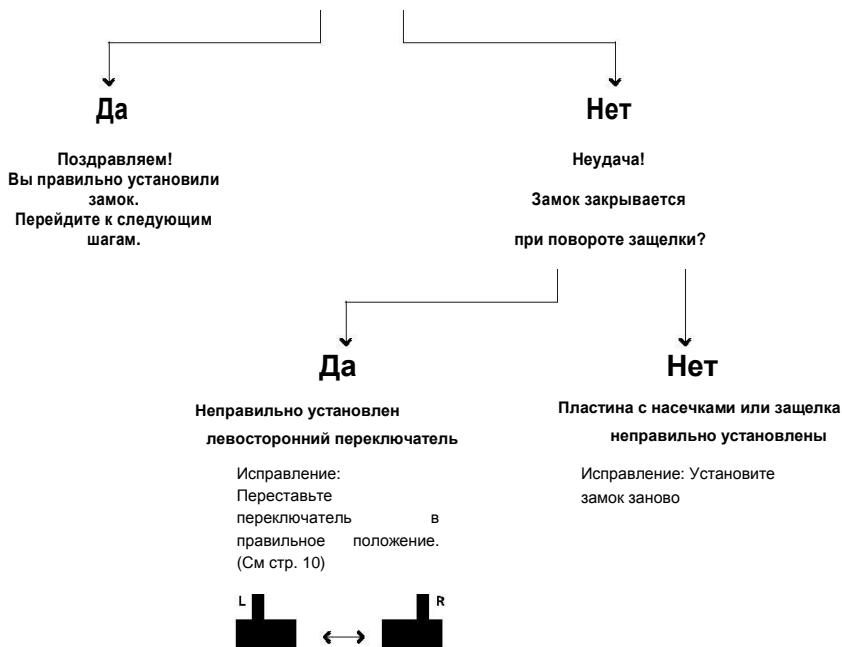 Да
Поздравляем!
Вы правильно установили
замок.
Перейдите к следующим
шагам.
Нет
Неудача!
Замок закрывается
при повороте защелки?
Да
Неправильно установлен
левосторонний переключатель
Исправление:
Переставьте
переключатель в
правильное положение.
(См стр. 10)
L R
Нет
Пластина с насечками или защелка
неправильно установлены
Исправление: Установите
замок заново